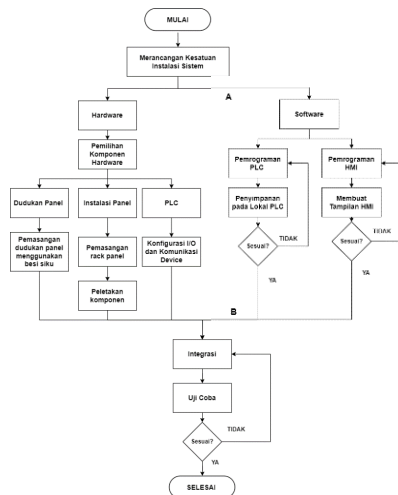 MULAI
Merancang Kesatuan
Instalasi Sistem
A
Hardware
Software
Pemilihan
Komponen
Hardware
Pemrograman
PLC
Pemrograman
HMI
Dudukan Panel
Instalasi Panel
PLC
Penyimpanan
pada Lokal PLC
Membuat
Tampilan HMI
Pemasangan
dudukan panel
menggunakan
besi siku
Pemasangan
rack panel
Konfigurasi I/O
dan Komunikasi
Device
Sesuai?
TIDAK
Sesuai?
TIDAK
YA
YA
Peletakan
komponen
B
Integrasi
Uji Coba
TIDAK
Sesuai?
YA
SELESAI